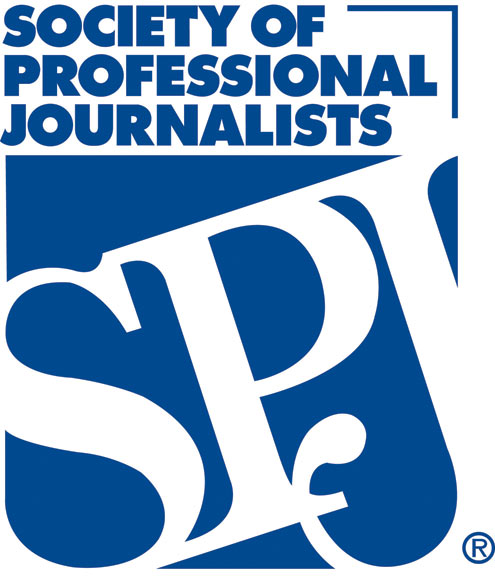 SOCIETY OF
PROFESSIONAL
JOURNALISTS
SPJ
®